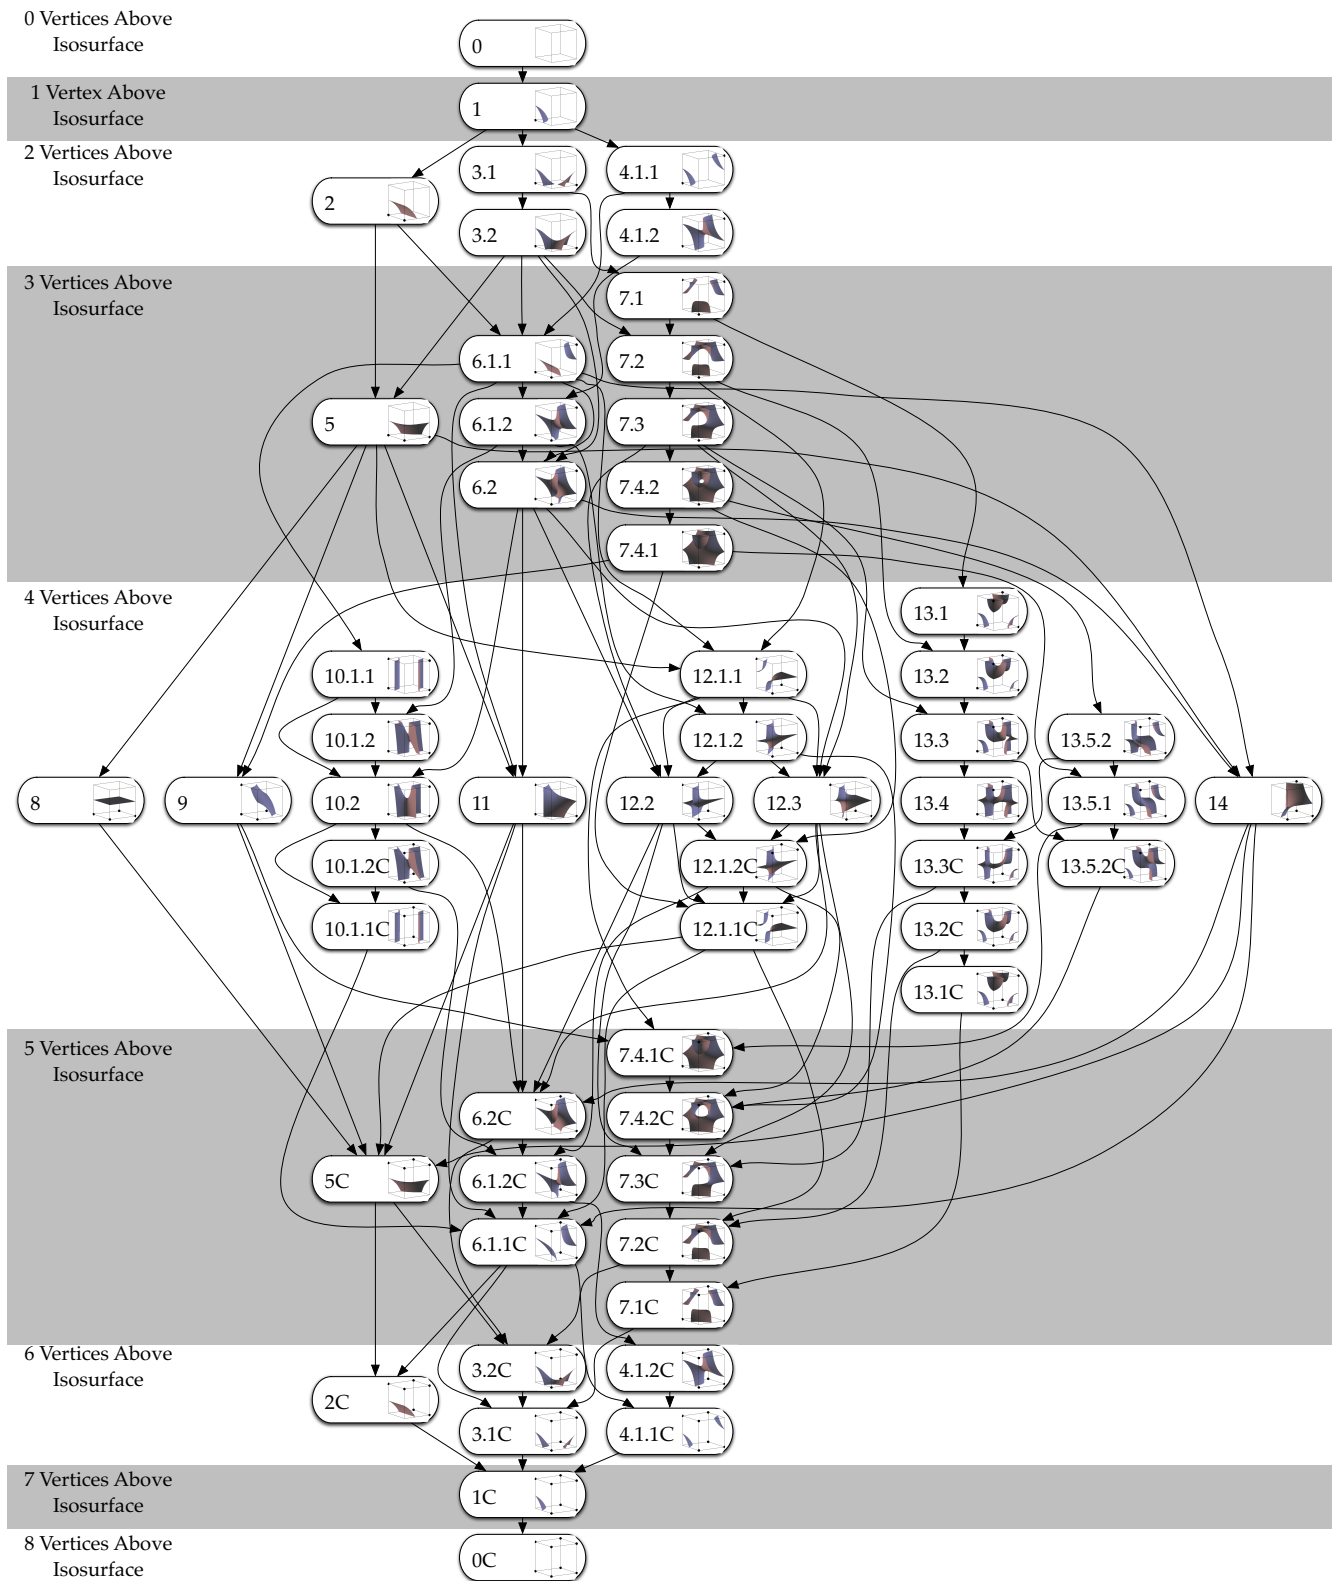 0 Vertices Above
Isosurface
0
1 Vertex Above
Isosurface
1
2 Vertices Above
Isosurface
3.1
4.1.1
2
3.2
4.1.2
3 Vertices Above
Isosurface
7.1
6.1.1
7.2
5
6.1.2
7.3
6.2
7.4.2
7.4.1
4 Vertices Above
Isosurface
13.1
10.1.1
12.1.1
13.2
10.1.2
12.1.2
13.3
13.5.2
8
9
10.2
11
12.2
12.3
13.4
13.5.1
14
10.1.2C
12.1.2C
13.3C
13.5.2C
10.1.1C
12.1.1C
13.2C
13.1C
5 Vertices Above
Isosurface
7.4.1C
6.2C
7.4.2C
5C
6.1.2C
7.3C
6.1.1C
7.2C
7.1C
6 Vertices Above
Isosurface
3.2C
4.1.2C
2C
3.1C
4.1.1C
7 Vertices Above
Isosurface
1C
8 Vertices Above
Isosurface
0C